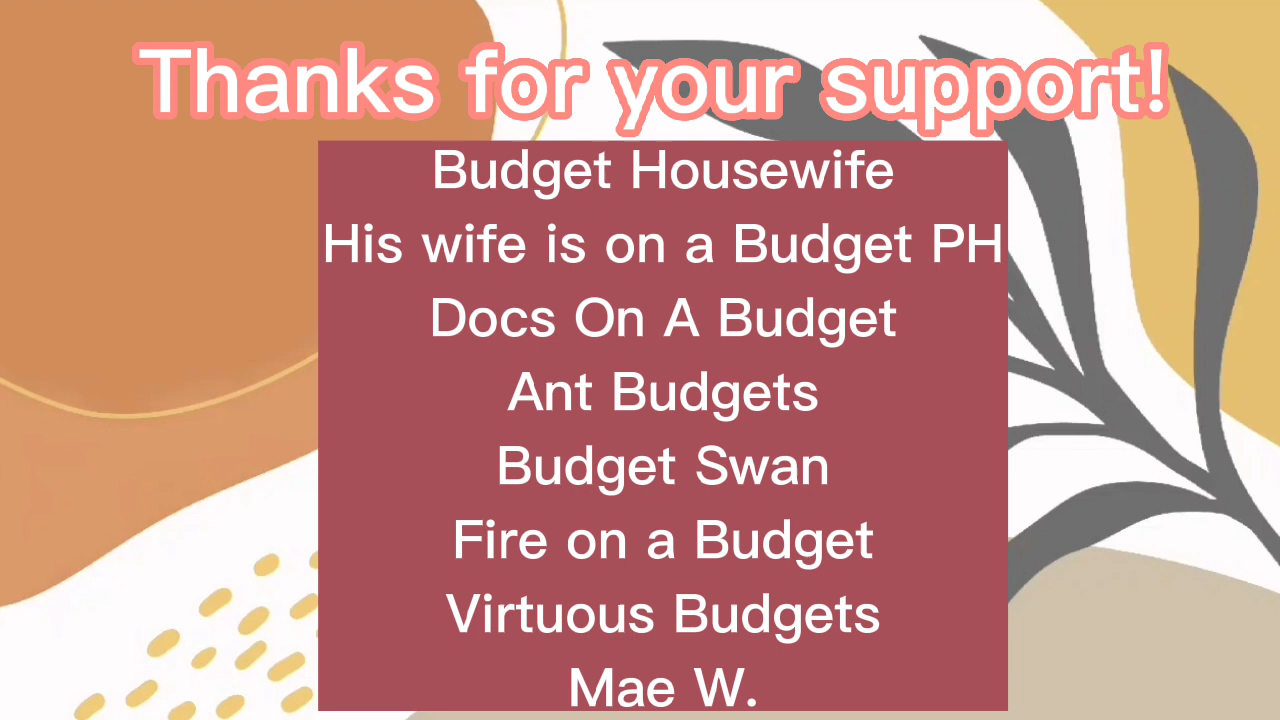 Thanks for your support!
Budget Housewife
His wife is on a Budget PH
Docs On A Budget
Ant Budgets
Budget Swan
Fire on a Budget
Virtuous Budgets
Mae W.